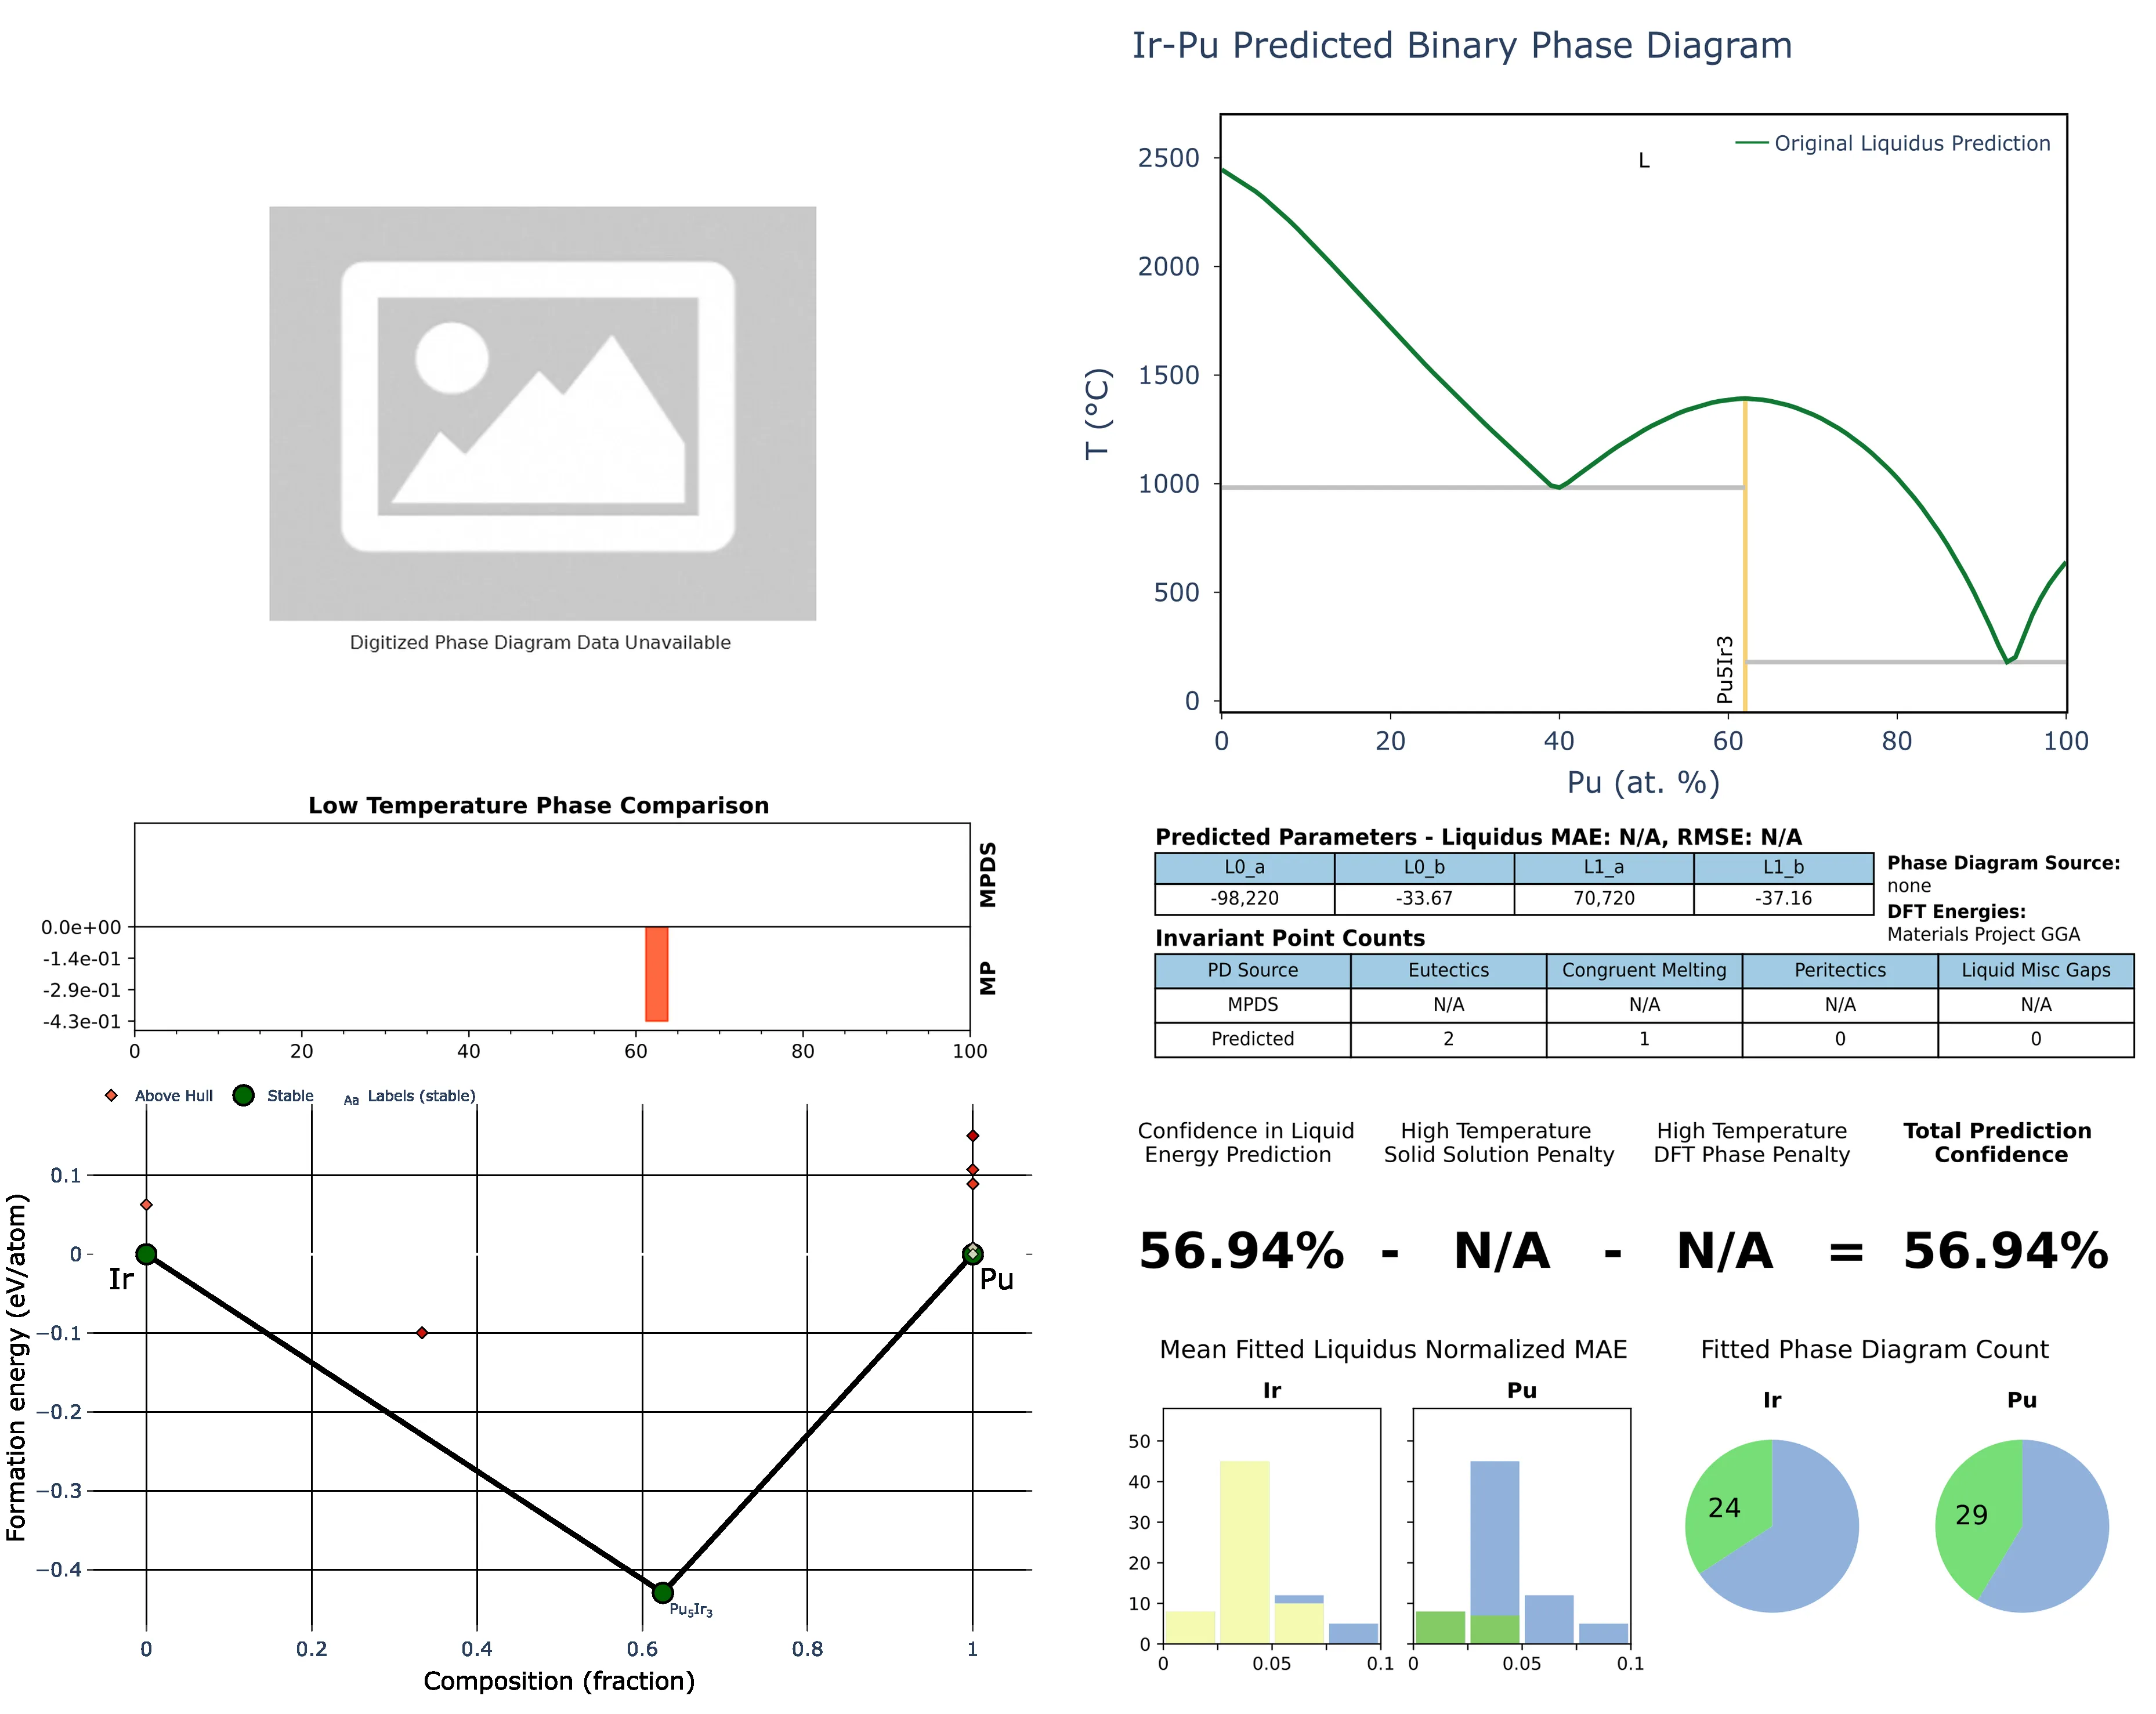 Ir-Pu Predicted Binary Phase Diagram
Digitized Phase Diagram Data Unavailable
T (°C)
2500
2000
1500
1000
500
0
L
Original Liquidus Prediction
Pu5Ir3
0 20 40 60 80 100
Pu (at. %)
Low Temperature Phase Comparison
MPDS
MP
0.0e+00
-1.4e-01
-2.9e-01
-4.3e-01
0 20 40 60 80 100
Predicted Parameters - Liquidus MAE: N/A, RMSE: N/A
L0_a L0_b L1_a L1_b
-98,220 -33.67 70,720 -37.16
Phase Diagram Source:
none
DFT Energies:
Materials Project GGA
Invariant Point Counts
PD Source Eutectics Congruent Melting Peritectics Liquid Misc Gaps
MPDS N/A N/A N/A N/A
Predicted 2 1 0 0
Above Hull Stable Aa Labels (stable)
Formation energy (eV/atom)
0.1
0
−0.1
−0.2
−0.3
−0.4
Ir
Pu
Pu5Ir3
0 0.2 0.4 0.6 0.8 1
Composition (fraction)
Confidence in Liquid
Energy Prediction
High Temperature
Solid Solution Penalty
High Temperature
DFT Phase Penalty
Total Prediction
Confidence
56.94% - N/A - N/A = 56.94%
Mean Fitted Liquidus Normalized MAE
Ir
Pu
50
40
30
20
10
0
0 0.05 0.1
0 0.05 0.1
Fitted Phase Diagram Count
Ir
Pu
24
29